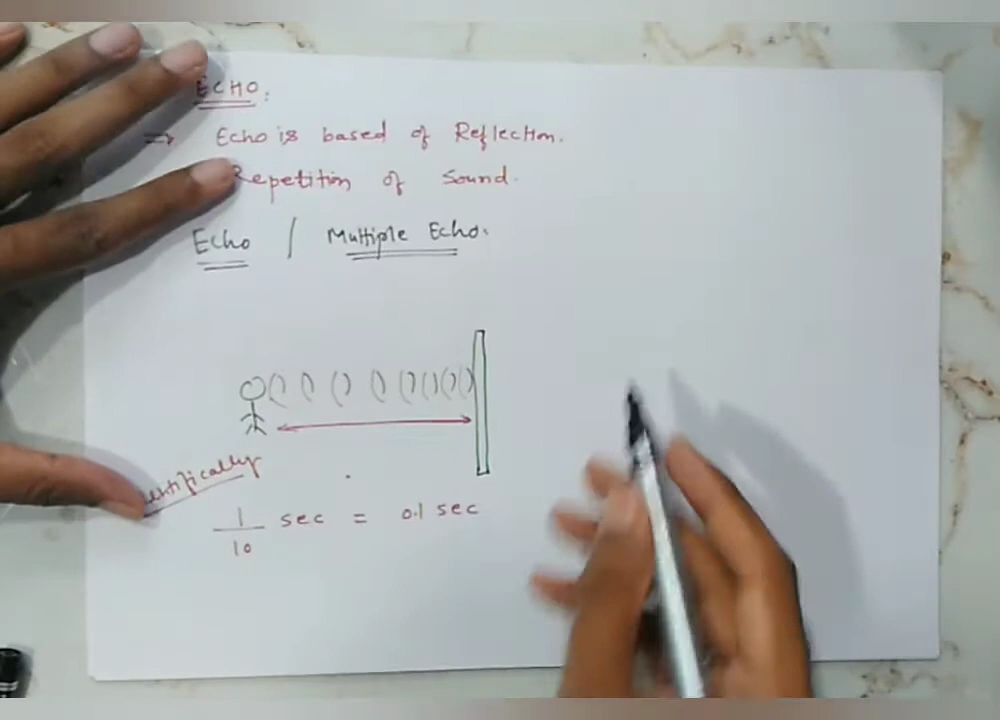 ECHO:
⇒ Echo is based of Reflection.
Repetition of Sound.
Echo / Multiple Echo.
1/10 sec = 0.1 sec